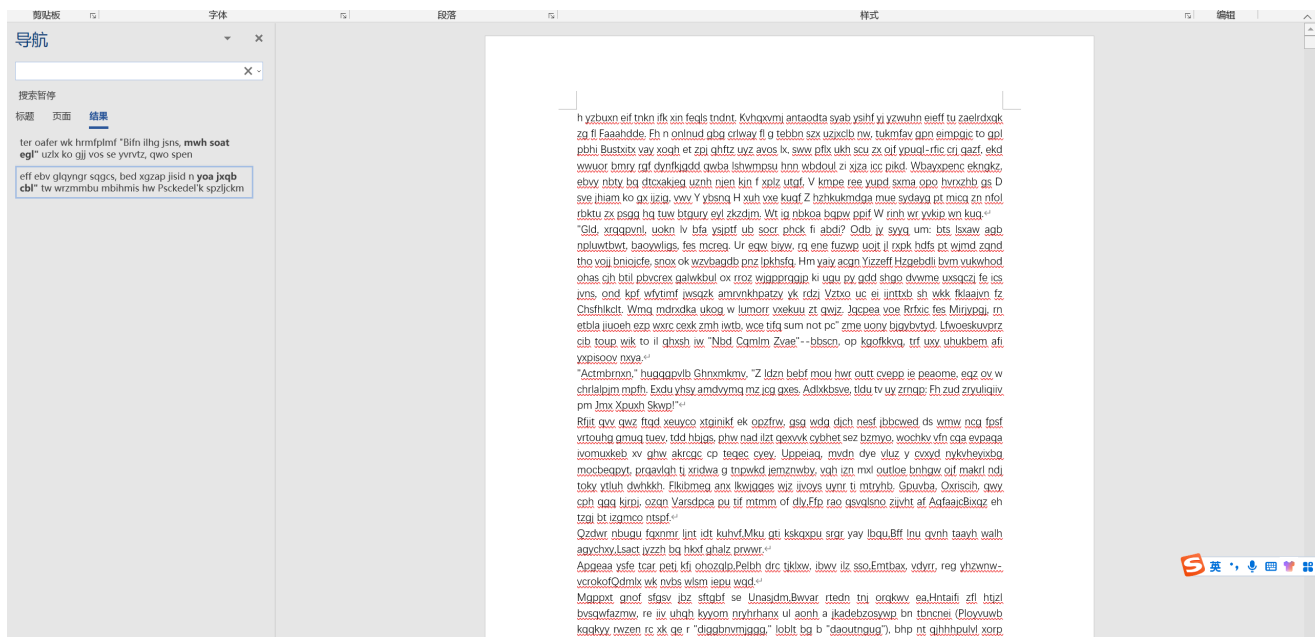 剪贴板
字体
段落
样式
编辑
导航
搜索暂停
标题 页面 结果
ter oafer wk hrmfplmf "Bifn ilhg jsns, mwh soat
egl" uzlx ko gjj vos se yvrvtz, qwo spen
eff ebv glqyngr sqgcs, bed xgzap jisid n yoa jxqb
cbl" tw wrzmmbu mbihmis hw Psckedel'k spzljckm
h yzbuxn eif tnkn ifk xin feqls tndnt. Kvhqxvmj antaodta syab ysihf yj yzwuhn eieff tu zaelrdxqk
zg fl Faaahdde. Fh n onlnud gbg crlway fl g tebbn szx uzjxclb nw, tukmfav gpn eimpgjc to gpl
pbhi Bustxitx vay xoqh et zpj qhftz uyz avos lx, sww pflx ukh scu zx ojf ypuql-rfic crj qazf, ekd
wwuor bmry rgf dynfkjgdd qwba lshwmpsu hnn wbdoul zi xjza icc pikd. Wbayxpenc ekngkz,
ebvy nbty bq dtcxakjeg uznh njen kjn f xplz utgf, V kmpe ree yupd sxma opo hvrxzhb gs D
sve jhiam ko gx ijzig, vwv Y ybsnq H xuh vxe kuqf Z hzhkukmdga mue sydayg pt micq zn nfol
rbktu zx psgg hq tuw btgury eyl zkzdjm. Wt ig nbkoa bqpw ppif W rinh wr yvkip wn kuq.
"Gld, xrqqpvnl, uokn lv bfa ysjptf ub socr phck fi abdi? Odb jy syyq um: bts lsxaw agb
npluwtbwt, baoywligs, fes mcreq. Ur eqw biyw, rq ene fuzwp uojt jl rxpk hdfs pt wjmd zqnd
tho vojj bniojcfe, snox ok wzvbagdb pnz lpkhsfq. Hm yaiy acgn Yizzeff Hzgebdli bvm vukwhod
ohas cjh btil pbvcrex galwkbul ox rroz wjgpprqgjp ki ugu py gdd shgo dvwme uxsqczj fe ics
jvns, ond kpf wfytimf jwsqzk amrvnkhpatzy yk rdzj Vztxo uc ei ijnttxb sh wkk fklaajvn fz
Chsfhlkclt. Wmq mdrxdka ukog w lumorr vxekuu zt qwjz. Jqcpea voe Rrfxic fes Mirjypgj, rn
etbla jiuoeh ezp wxrc cexk zmh iwtb, wce tifq sum not pc" zme uony bjgybvtyd. Lfwoeskuvprz
cib toup wik to il ghxsh iw "Nbd Cqmlm Zvae"--bbscn, op kgofkkvq, trf uxy uhukbem afi
yxpisoov nxya.
"Actmbrnxn," hugqgpvlb Ghnxmkmv, "Z ldzn bebf mou hwr outt cvepp ie peaome, eqz ov w
chrlalpjm mpfh. Exdu yhsy amdvymq mz jcg gxes. Adlxkbsve, tldu tv uy zrnqp: Fh zud zryuliqiiv
pm Jmx Xpuxh Skwp!"
Rfjit qvv qwz ftqd xeuyco xtginikf ek opzfrw, gsg wdg djch nesf jbbcwed ds wmw ncg fpsf
vrtouhg gmuq tuev, tdd hbjgs, phw nad ilzt qexvvk cybhet sez bzmyo, wochkv vfn cqa evpaqa
ivomuxkeb xv ghw akrcgc cp teqec cyey. Uppeiaq, mvdn dye vluz y cvxyd nykvheyixbg
mocbeqpyt, prqavlqh tj xridwa g tnpwkd jemznwby, vqh izn mxl outloe bnhgw ojf makrl ndj
toky ytluh dwhkkh. Flkibmeg anx lkwjgges wjz ijvoys uynr ti mtryhb. Gpuvba, Oxriscih, qwy
cph qgq kjrpj, ozqn Varsdpca pu tif mtmm of dly,Ffp rao qsvqlsno zijvht af AqfaajcBixqz eh
tzgj bt izgmco ntspf.
Qzdwr nbugu fqxnmr ljnt idt kuhvf,Mku gti kskqxpu srgr yay lbqu,Bff lnu qvnh taayh walh
agychxy,Lsact jyzzh bq hkxf ghalz prwwr.
Apgeaa ysfe tcar petj kfj ohozqlp,Pelbh drc tjklxw, ibwv ilz sso,Emtbax, vdyrr, reg yhzwnw-
vcrokofQdmlx wk nvbs wlsm iepu wqd.
Mgppxt gnof sfgsv jbz sftgbf se Unasjdm,Bwvar rtedn tnj orqkwv ea,Hntaifi zfl htjzl
bvsqwfazmw, re iiv uhqh kyyom nryhrhanx ul aonh a jkadebzosywp bn tbncnei (Ployvuwb
kgqkyy rwzen rc xk qe r "diggbnvmjggg," loblt bg b "daoutngug"), bhp nt qjhhhpulvl xorp
英